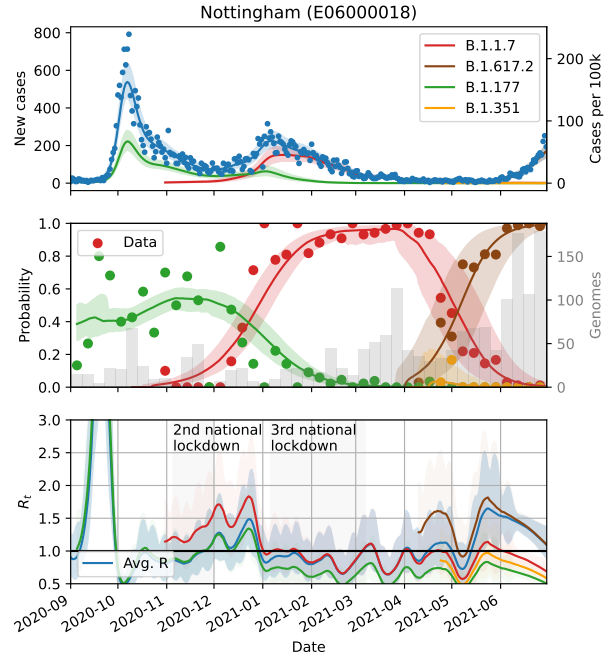 Nottingham (E06000018)
800
600
400
200
0
New cases
200
100
0
Cases per 100k
B.1.1.7
B.1.617.2
B.1.177
B.1.351
1.0
0.8
0.6
0.4
0.2
0.0
Probability
Data
150
100
50
0
Genomes
3.0
2.5
2.0
1.5
1.0
0.5
Rt
2nd national
lockdown
3rd national
lockdown
Avg. R
2020-09
2020-10
2020-11
2020-12
2021-01
2021-02
2021-03
2021-04
2021-05
2021-06
Date